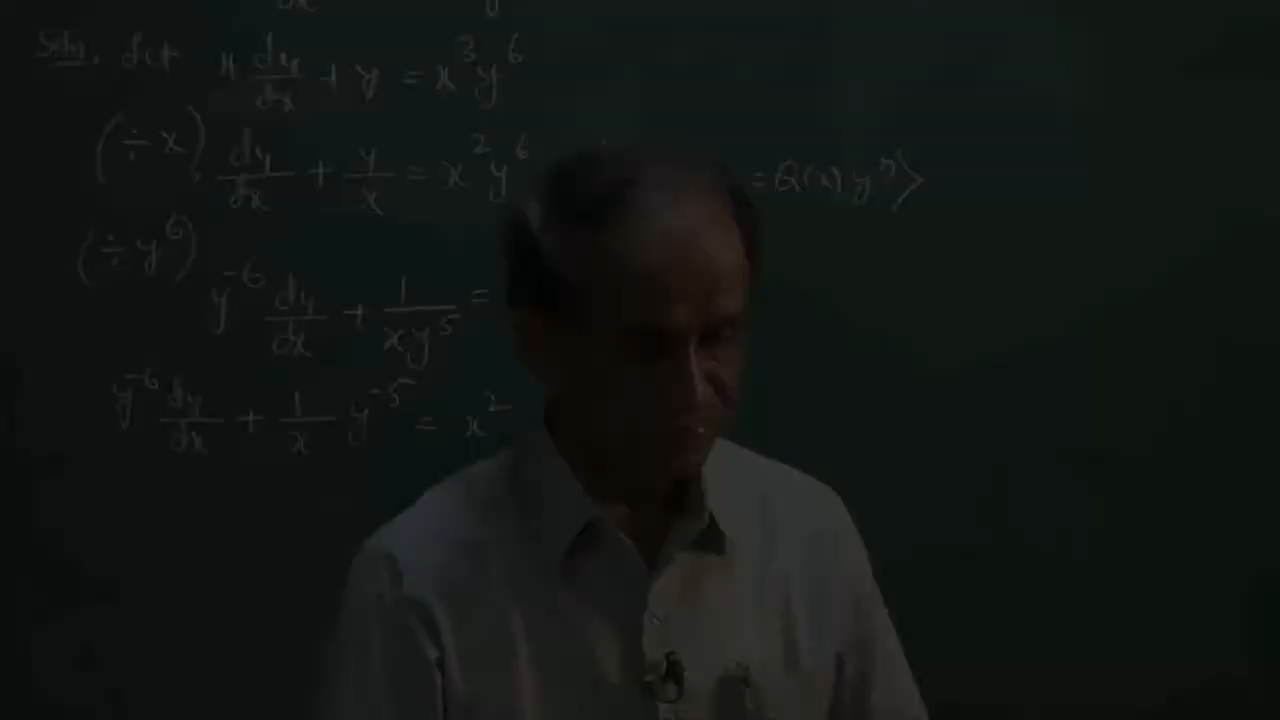 Soln. Let x dy/dx + y = x^3 y^6
(÷ x) dy/dx + y/x = x^2 y^6 = Q(x) y^n>
(÷ y^6)
y^-6 dy/dx + 1/(xy^5) =
y^-6 dy/dx + 1/x y^-5 = x^2